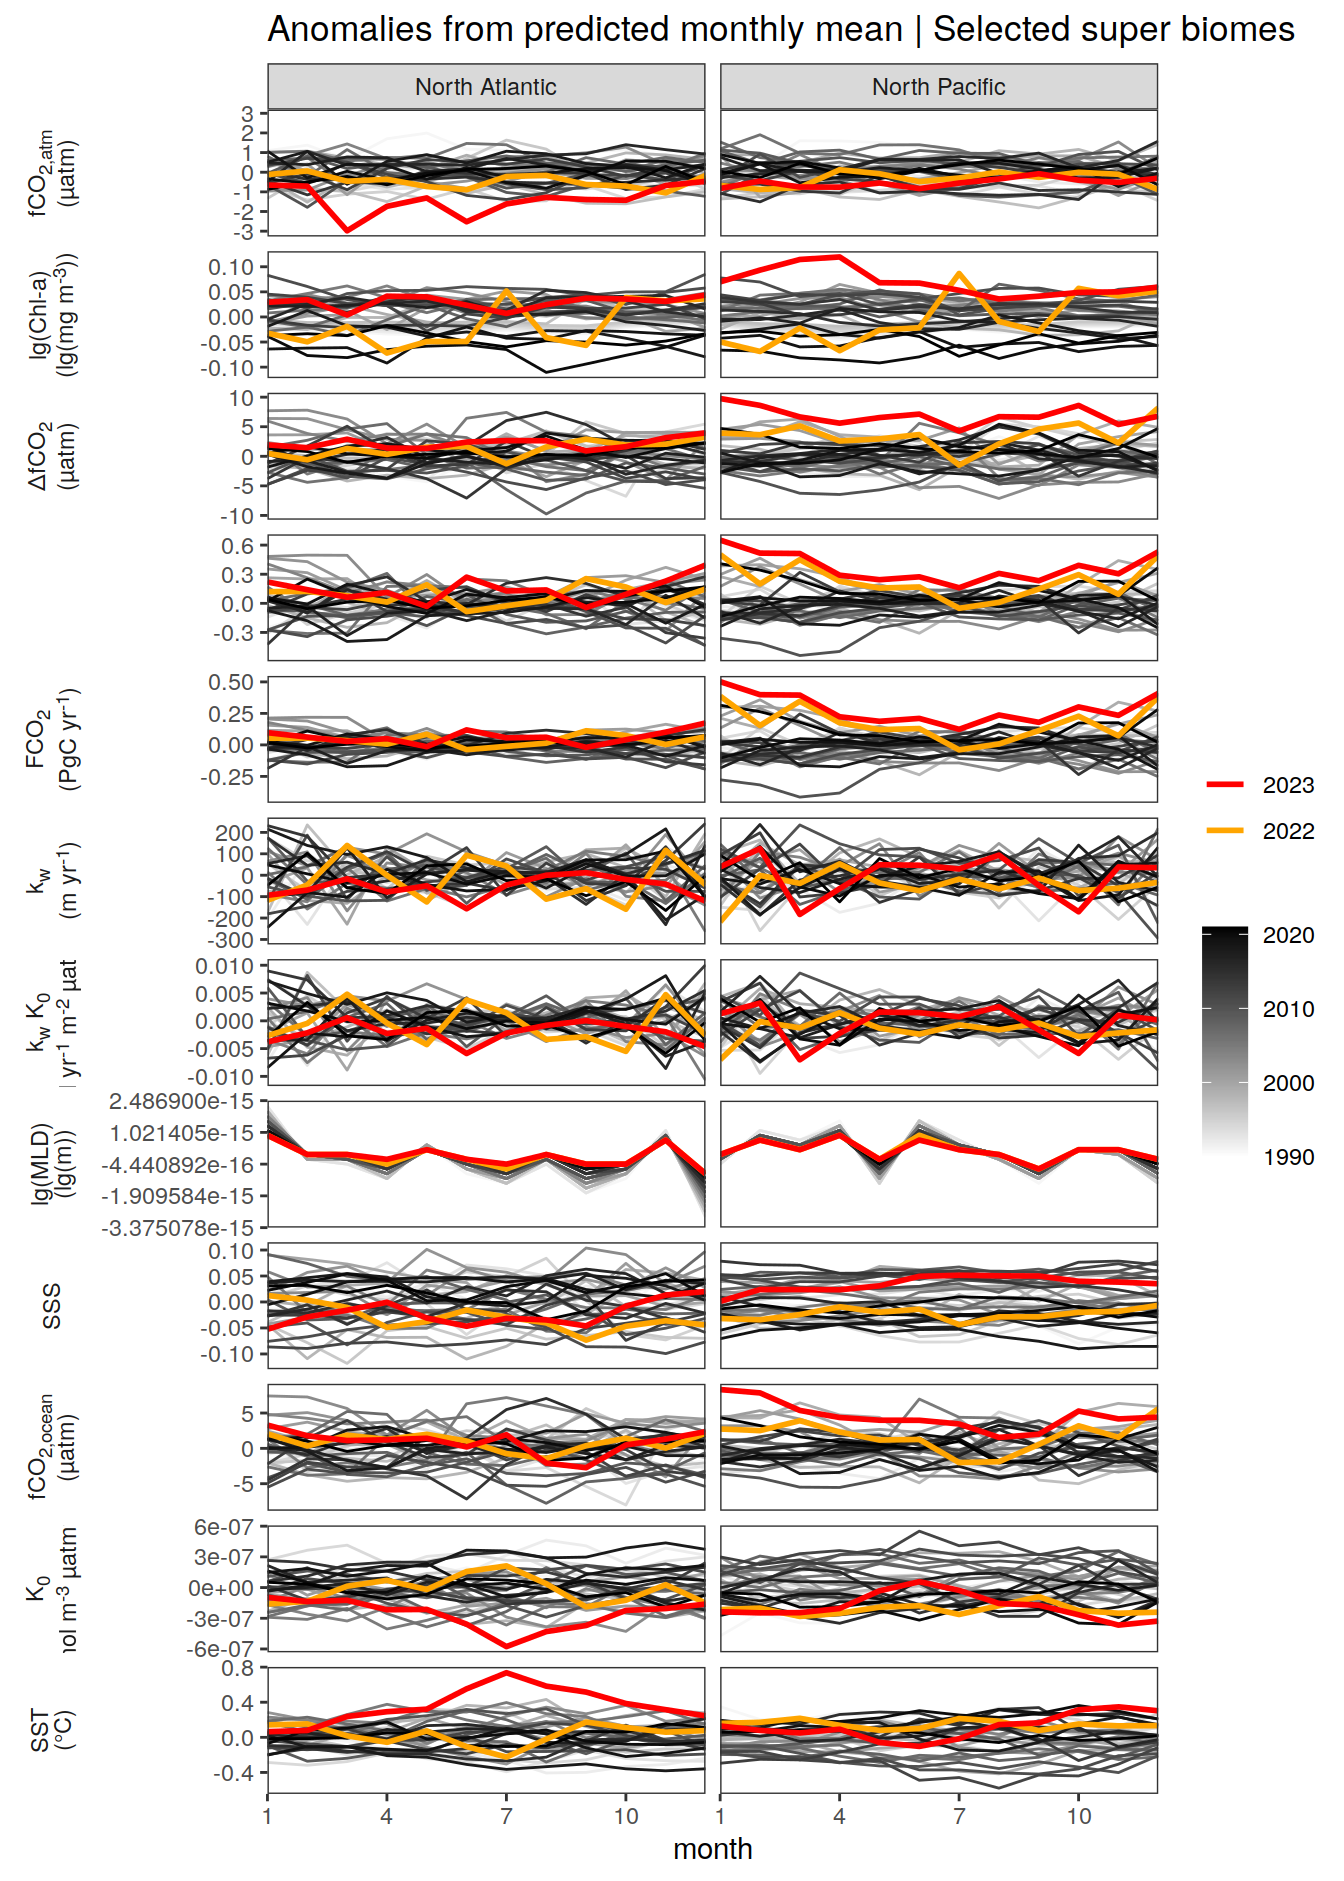 Anomalies from predicted monthly mean | Selected super biomes
North Atlantic
North Pacific
fCO2,atm
(µatm)
3
2
1
0
-1
-2
-3
lg(Chl-a)
(lg(mg m-3))
0.10
0.05
0.00
-0.05
-0.10
ΔfCO2
(µatm)
10
5
0
-5
-10
0.6
0.3
0.0
-0.3
FCO2
(PgC yr-1)
0.50
0.25
0.00
-0.25
kw
(m yr-1)
200
100
0
-100
-200
-300
kw K0
yr-1 m-2 µat
0.010
0.005
0.000
-0.005
-0.010
lg(MLD)
(lg(m))
2.486900e-15
1.021405e-15
-4.440892e-16
-1.909584e-15
-3.375078e-15
SSS
0.10
0.05
0.00
-0.05
-0.10
fCO2,ocean
(µatm)
5
0
-5
K0
ol m-3 µatm
6e-07
3e-07
0e+00
-3e-07
-6e-07
SST
(°C)
0.8
0.4
0.0
-0.4
1
4
7
10
1
4
7
10
month
2023
2022
2020
2010
2000
1990